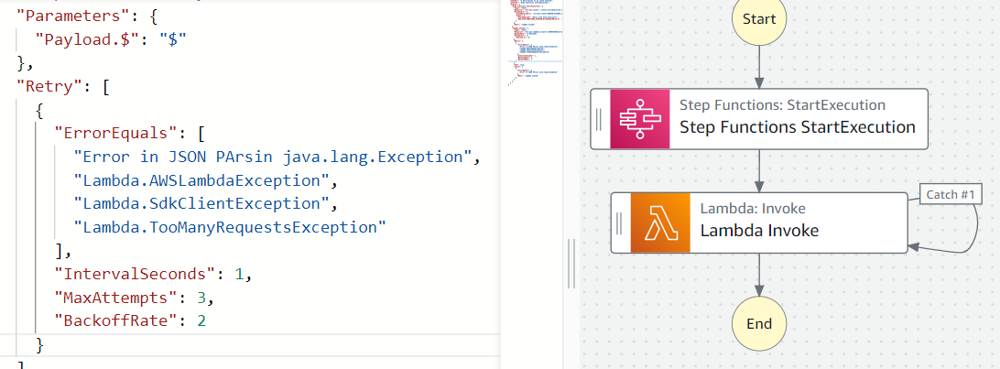 "Parameters": {
"Payload.$": "$"
},
"Retry": [
{
"ErrorEquals": [
"Error in JSON PArsin java.lang.Exception",
"Lambda.AWSLambdaException",
"Lambda.SdkClientException",
"Lambda.TooManyRequestsException"
],
"IntervalSeconds": 1,
"MaxAttempts": 3,
"BackoffRate": 2
}
Start
Step Functions: StartExecution
Step Functions StartExecution
Catch #1
Lambda: Invoke
Lambda Invoke
End